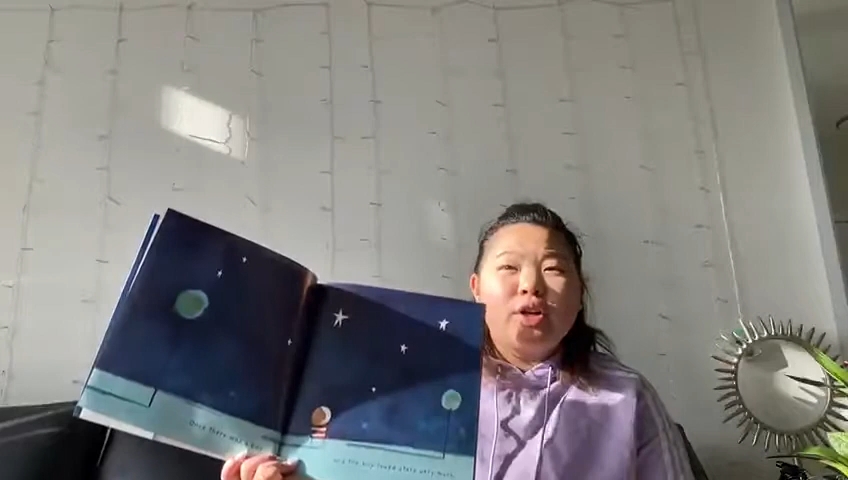 Once there was a boy
and the boy loved stars very much.